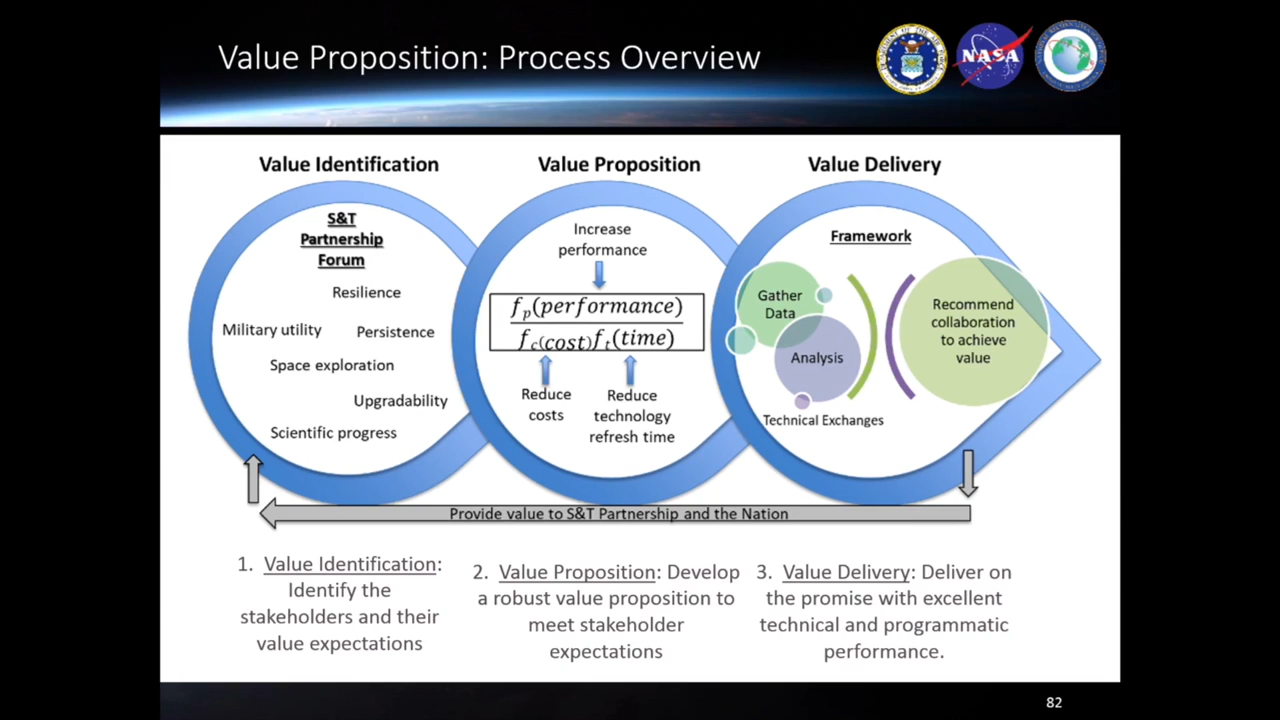 Value Proposition: Process Overview
NASA
Value Identification
Value Proposition
Value Delivery
S&T
Partnership
Forum
Resilience
Military utility
Persistence
Space exploration
Upgradability
Scientific progress
Increase
performance
f_p(performance)
f_c(cost)f_t(time)
Reduce
costs
Reduce
technology
refresh time
Framework
Gather
Data
Analysis
Technical Exchanges
Recommend
collaboration
to achieve
value
Provide value to S&T Partnership and the Nation
1. Value Identification:
Identify the
stakeholders and their
value expectations
2. Value Proposition: Develop
a robust value proposition to
meet stakeholder
expectations
3. Value Delivery: Deliver on
the promise with excellent
technical and programmatic
performance.
82